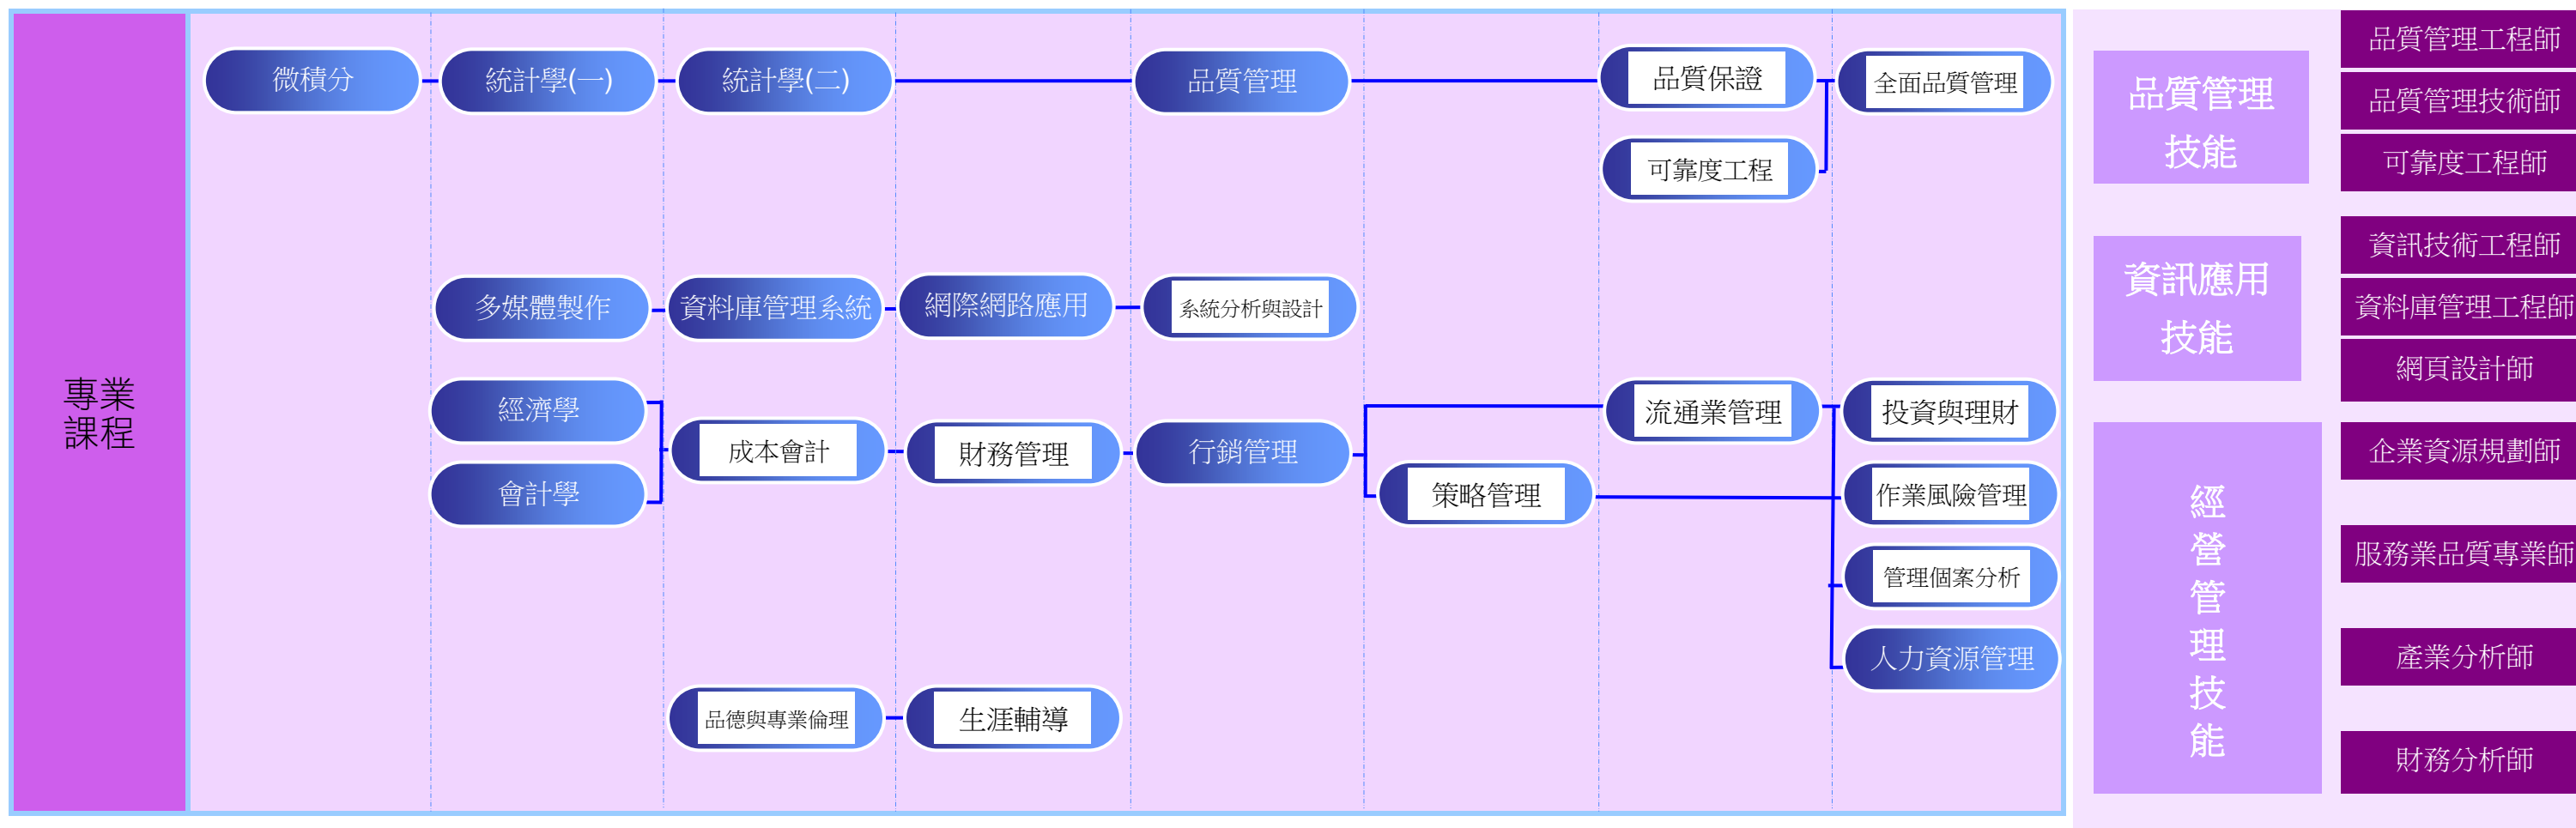 專業
課程
微積分
統計學(一)
統計學(二)
品質管理
品質保證
全面品質管理
可靠度工程
多媒體製作
資料庫管理系統
網際網路應用
系統分析與設計
經濟學
會計學
成本會計
財務管理
行銷管理
流通業管理
策略管理
投資與理財
作業風險管理
管理個案分析
人力資源管理
品德與專業倫理
生涯輔導
品質管理
技能
品質管理工程師
品質管理技術師
可靠度工程師
資訊應用
技能
資訊技術工程師
資料庫管理工程師
網頁設計師
經
營
管
理
技
能
企業資源規劃師
服務業品質專業師
產業分析師
財務分析師